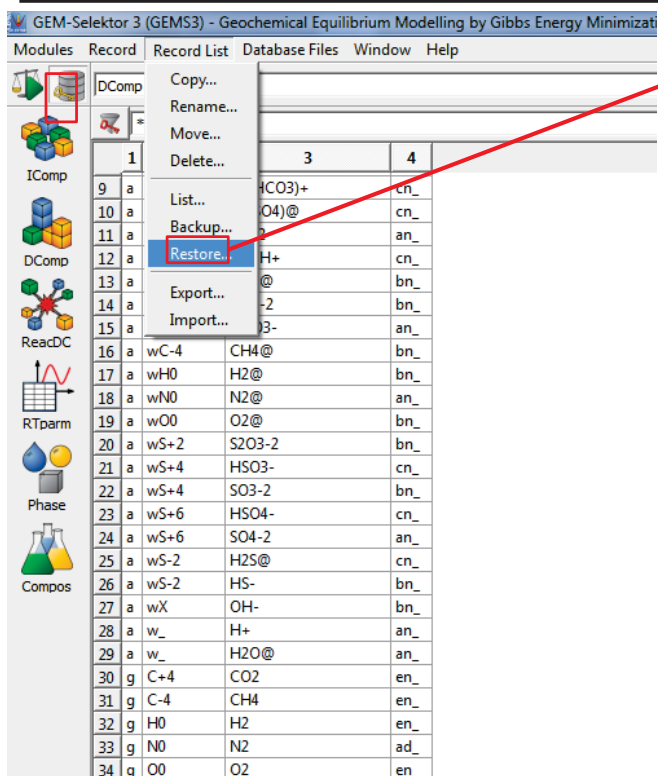 GEM-Selektor 3 (GEMS3) - Geochemical Equilibrium Modelling by Gibbs Energy Minimizati
Modules Record Record List Database Files Window Help
DComp
*
Copy...
Rename...
Move...
Delete...
List...
Backup...
Restore...
Export...
Import...
IComp
DComp
ReacDC
RTparm
Phase
Compos
1 3 4
9 a HCO3)+ cn_
10 a O4)@ cn_
11 a an_
12 a H+ cn_
13 a @ bn_
14 a -2 bn_
15 a 3- an_
16 a wC-4 CH4@ bn_
17 a wH0 H2@ bn_
18 a wN0 N2@ an_
19 a wO0 O2@ bn_
20 a wS+2 S2O3-2 bn_
21 a wS+4 HSO3- cn_
22 a wS+4 SO3-2 bn_
23 a wS+6 HSO4- cn_
24 a wS+6 SO4-2 an_
25 a wS-2 H2S@ cn_
26 a wS-2 HS- bn_
27 a wX OH- bn_
28 a w_ H+ an_
29 a w_ H2O@ an_
30 g C+4 CO2 en_
31 g C-4 CH4 en_
32 g H0 H2 en_
33 g N0 N2 ad_
34 g O0 O2 en